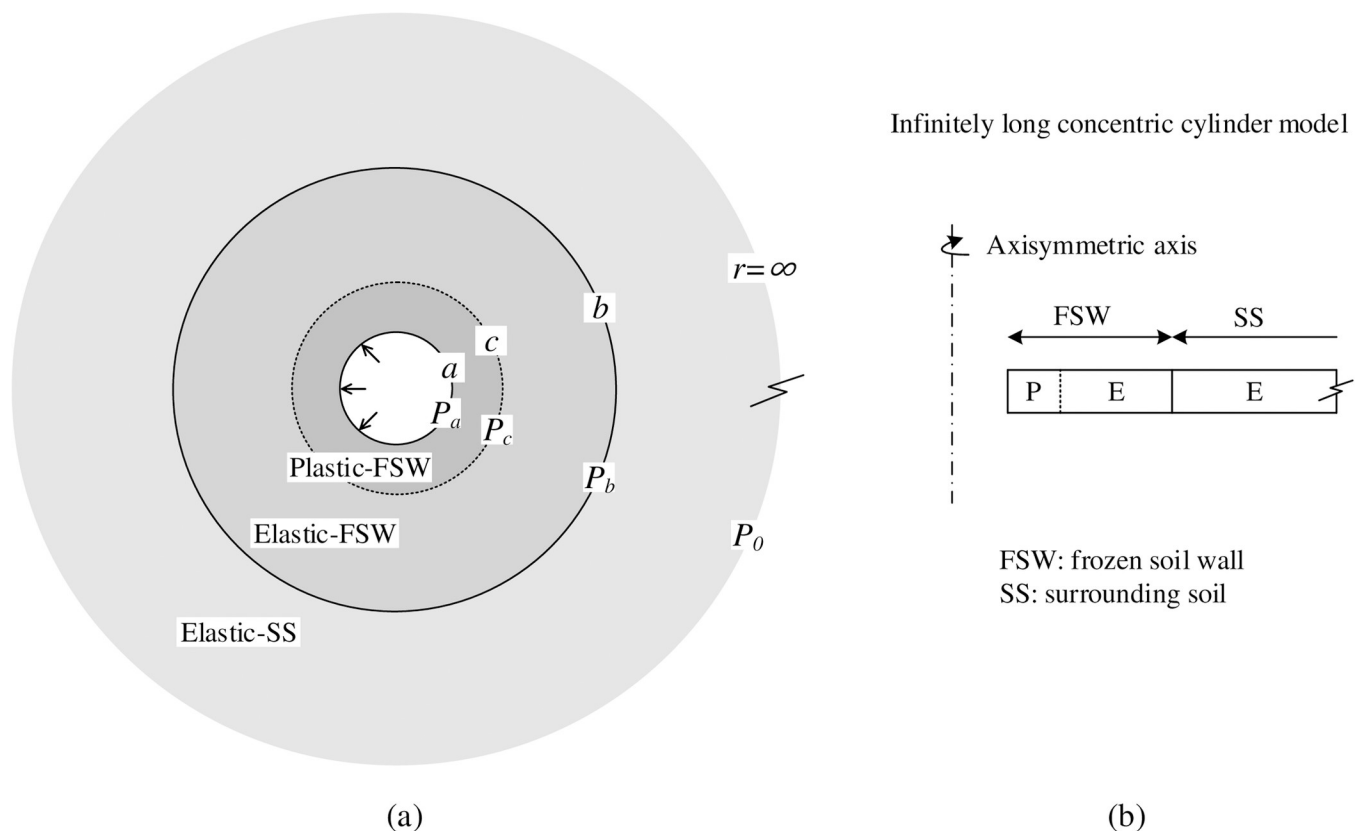 Infinitely long concentric cylinder model
r=∞
b
c
a
P_a
P_c
P_b
P_0
Plastic-FSW
Elastic-FSW
Elastic-SS
Axisymmetric axis
FSW
SS
P
E
E
FSW: frozen soil wall
SS: surrounding soil
(a)
(b)